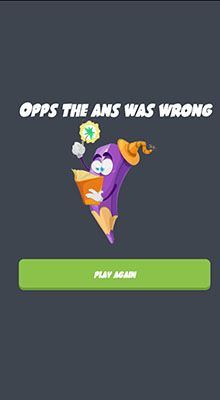 Opps the ans was wrong
PLAY AGAIN